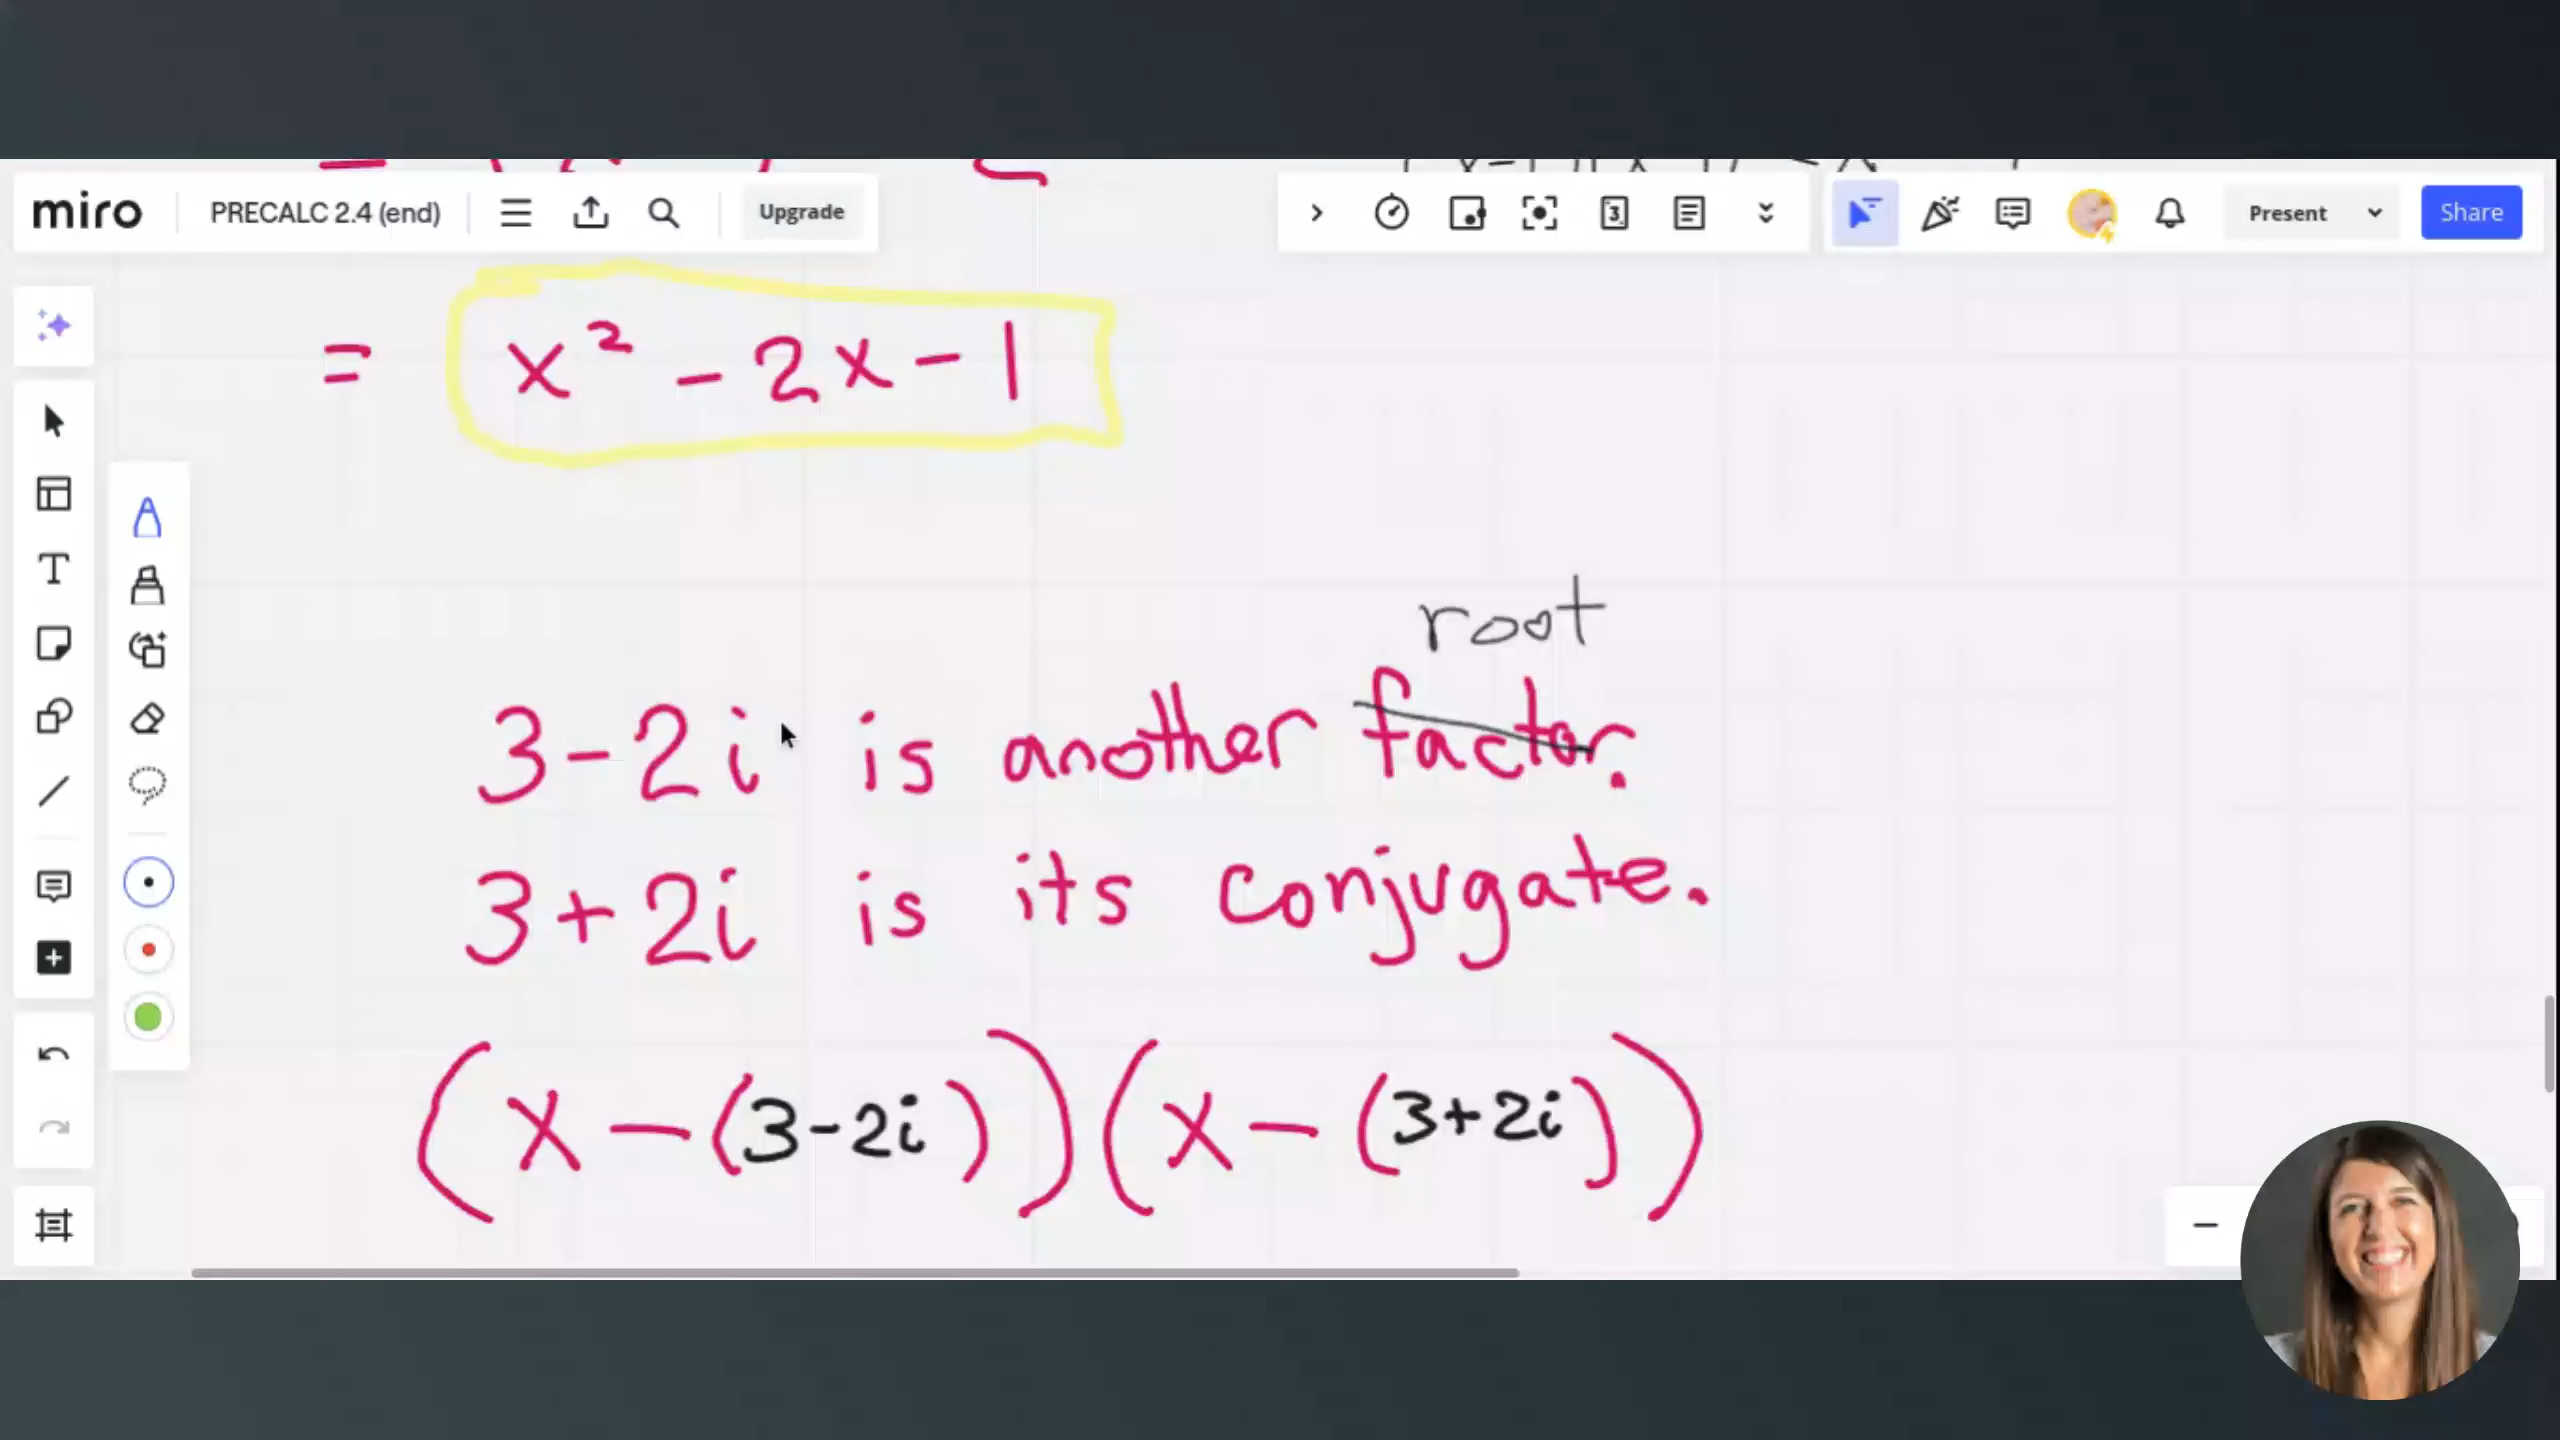 miro PRECALC 2.4 (end) Upgrade Present Share
= x² - 2x - 1
root
3-2i is another factor.
3+2i is its conjugate.
(x-(3-2i))(x-(3+2i))